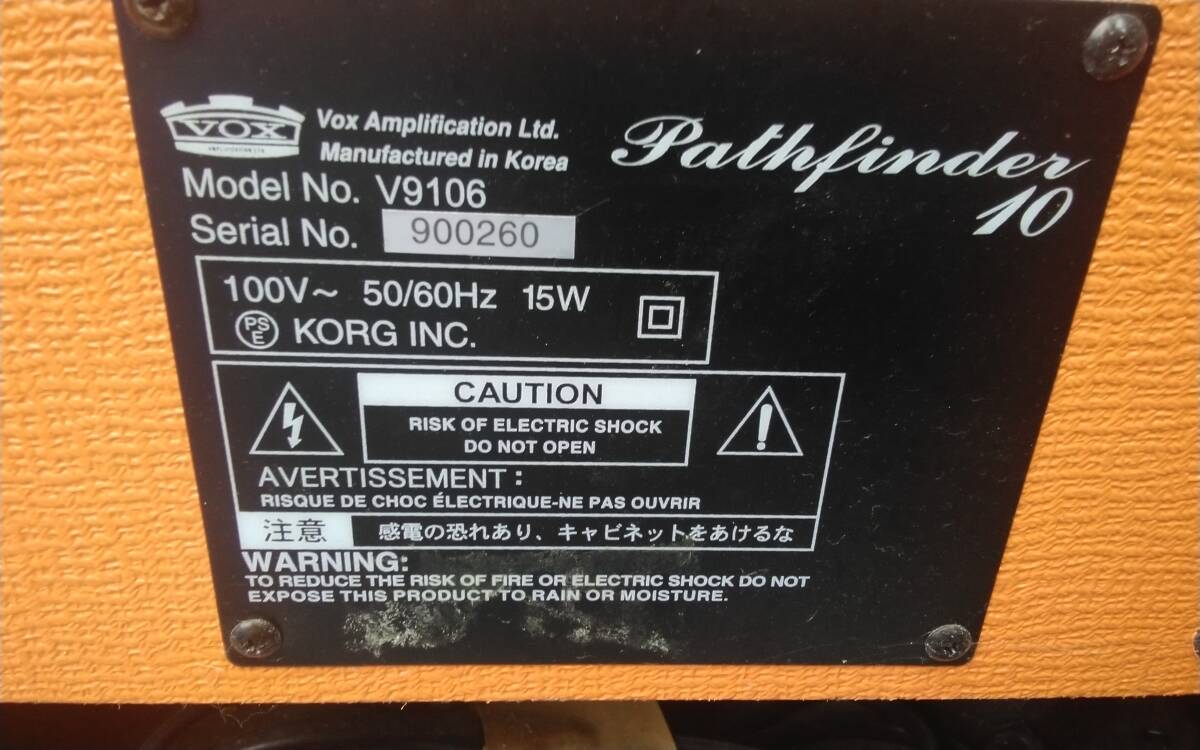 VOX
Vox Amplification Ltd.
Manufactured in Korea
Pathfinder
10
Model No. V9106
Serial No. 900260
100V~ 50/60Hz 15W
PSE KORG INC.
CAUTION
RISK OF ELECTRIC SHOCK
DO NOT OPEN
AVERTISSEMENT :
RISQUE DE CHOC ÉLECTRIQUE-NE PAS OUVRIR
注意 感電の恐れあり、キャビネットをあけるな
WARNING:
TO REDUCE THE RISK OF FIRE OR ELECTRIC SHOCK DO NOT
EXPOSE THIS PRODUCT TO RAIN OR MOISTURE.